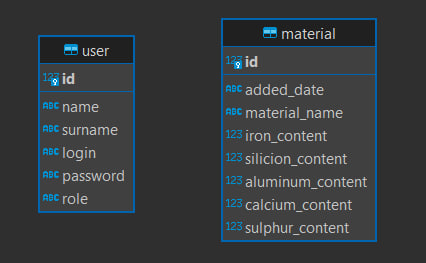 user
123 id
ABC name
ABC surname
ABC login
ABC password
ABC role
material
123 id
ABC added_date
ABC material_name
123 iron_content
123 silicion_content
123 aluminum_content
123 calcium_content
123 sulphur_content